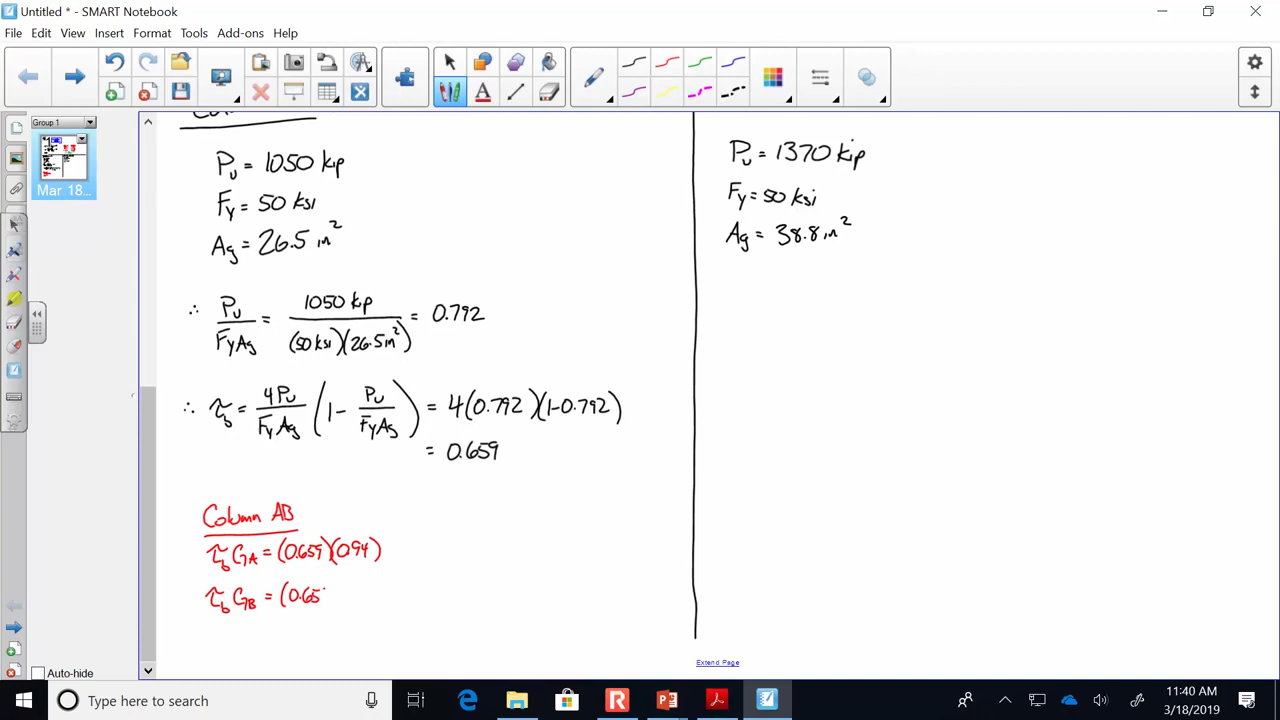 Untitled * - SMART Notebook
File Edit View Insert Format Tools Add-ons Help
Group 1
Mar 18...
Pu = 1050 kip
Fy = 50 ksi
Ag = 26.5 in²
∴ Pu / FyAg = 1050 kip / (50 ksi)(26.5 in²) = 0.792
∴ τb = 4Pu / FyAg (1 - Pu / FyAg) = 4(0.792)(1-0.792)
= 0.659
Column AB
τb GA = (0.659)(0.94)
τb GB = (0.65
Pu = 1370 kip
Fy = 50 ksi
Ag = 38.8 in²
Extend Page
Auto-hide
Type here to search
11:40 AM
3/18/2019